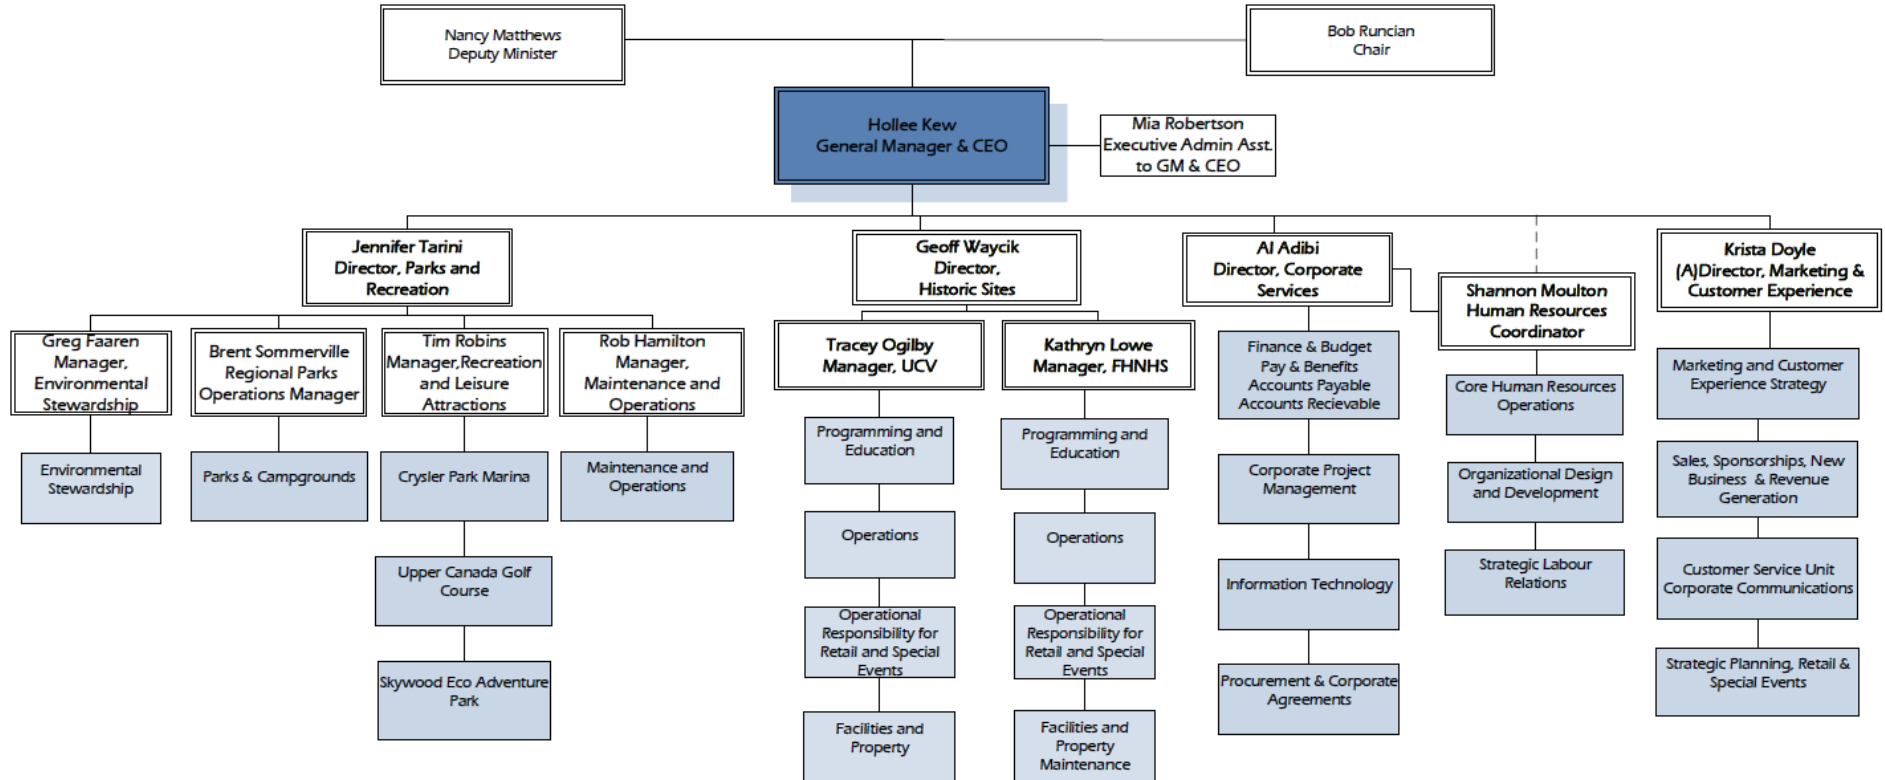 Nancy Matthews
Deputy Minister
Bob Runcian
Chair
Hollee Kew
General Manager & CEO
Mia Robertson
Executive Admin Asst.
to GM & CEO
Jennifer Tarini
Director, Parks and
Recreation
Geoff Waycik
Director,
Historic Sites
Al Adibi
Director, Corporate
Services
Shannon Moulton
Human Resources
Coordinator
Krista Doyle
(A)Director, Marketing &
Customer Experience
Greg Faaren
Manager,
Environmental
Stewardship
Brent Sommerville
Regional Parks
Operations Manager
Tim Robins
Manager,Recreation
and Leisure
Attractions
Rob Hamilton
Manager,
Maintenance and
Operations
Tracey Ogilby
Manager, UCV
Kathryn Lowe
Manager, FHNHS
Environmental
Stewardship
Parks & Campgrounds
Crysler Park Marina
Upper Canada Golf
Course
Skywood Eco Adventure
Park
Maintenance and
Operations
Programming and
Education
Operations
Operational
Responsibility for
Retail and Special
Events
Facilities and
Property
Programming and
Education
Operations
Operational
Responsibility for
Retail and Special
Events
Facilities and
Property
Maintenance
Finance & Budget
Pay & Benefits
Accounts Payable
Accounts Recievable
Corporate Project
Management
Information Technology
Procurement & Corporate
Agreements
Core Human Resources
Operations
Organizational Design
and Development
Strategic Labour
Relations
Marketing and Customer
Experience Strategy
Sales, Sponsorships, New
Business & Revenue
Generation
Customer Service Unit
Corporate Communications
Strategic Planning, Retail &
Special Events